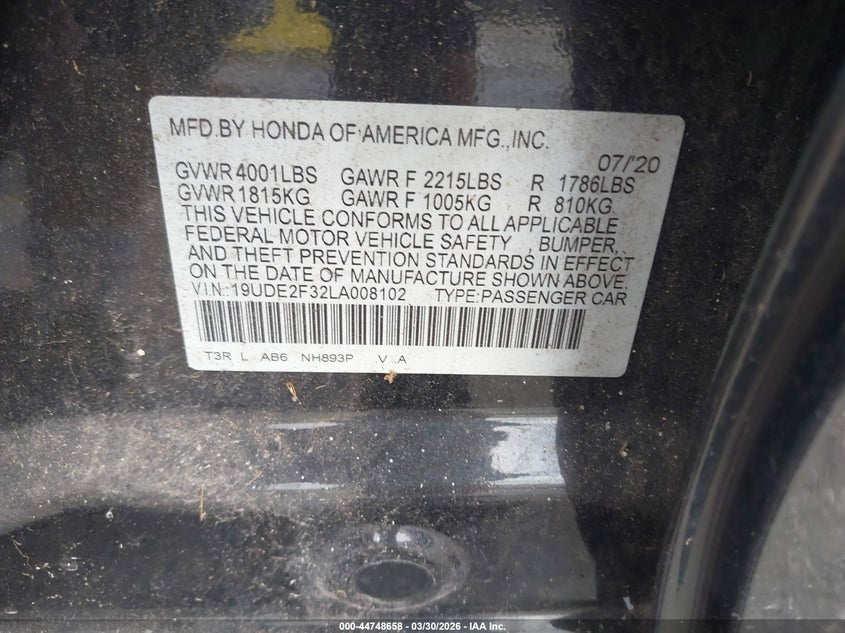 MFD.BY HONDA OF AMERICA MFG.,INC.
07/'20
GVWR 4001LBS GAWR F 2215LBS R 1786LBS
GVWR 1815KG GAWR F 1005KG R 810KG
THIS VEHICLE CONFORMS TO ALL APPLICABLE
FEDERAL MOTOR VEHICLE SAFETY , BUMPER,
AND THEFT PREVENTION STANDARDS IN EFFECT
ON THE DATE OF MANUFACTURE SHOWN ABOVE.
V.I.N.:19UDE2F32LA008102 TYPE:PASSENGER CAR
T3R L AB6 NH893P V A
000-44748658 - 03/30/2026 - IAA Inc.